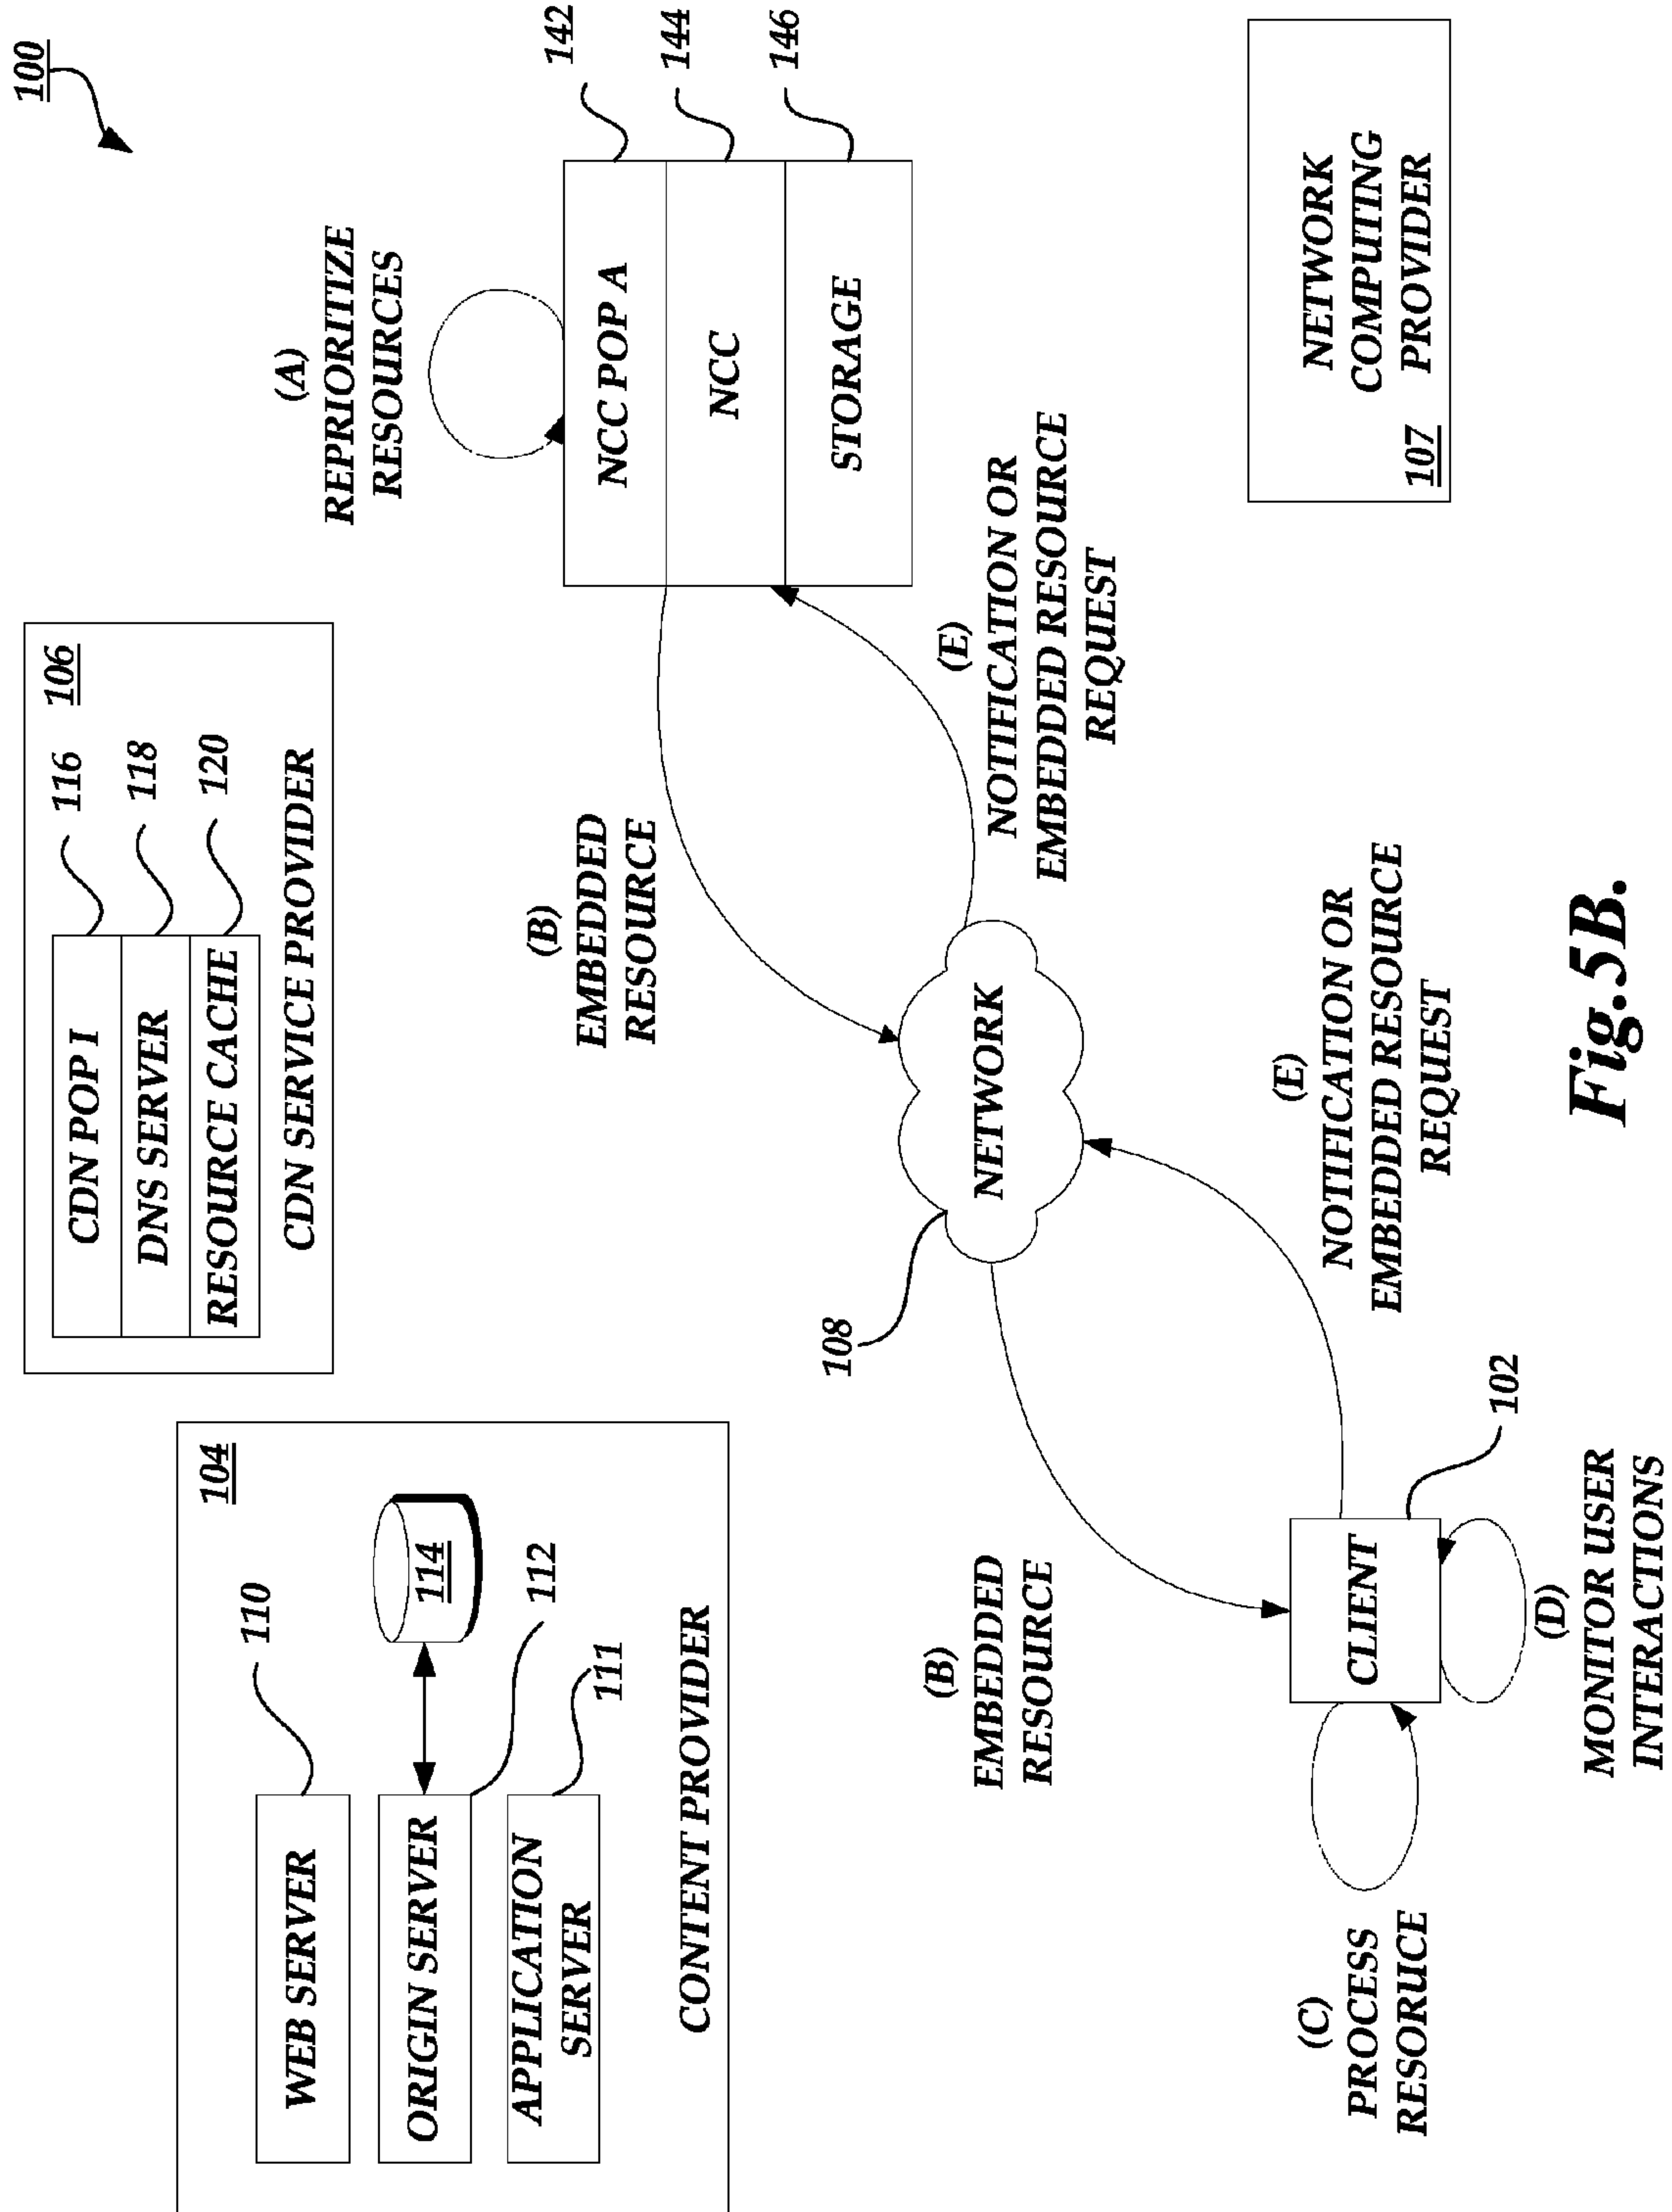 100
104
WEB SERVER
110
ORIGIN SERVER
114
112
APPLICATION
SERVER
111
CONTENT PROVIDER
106
CDN POP I
116
DNS SERVER
118
RESOURCE CACHE
120
CDN SERVICE PROVIDER
(A)
REPRIORITIZE
RESOURCES
NCC POP A
142
NCC
144
STORAGE
146
(B)
EMBEDDED
RESOURCE
108
NETWORK
(E)
NOTIFICATION OR
EMBEDDED RESOURCE
REQUEST
(B)
EMBEDDED
RESOURCE
(E)
NOTIFICATION OR
EMBEDDED RESOURCE
REQUEST
(C)
PROCESS
RESORUCE
CLIENT
102
(D)
MONITOR USER
INTERACTIONS
NETWORK
COMPUTING
PROVIDER
107
Fig.5B.